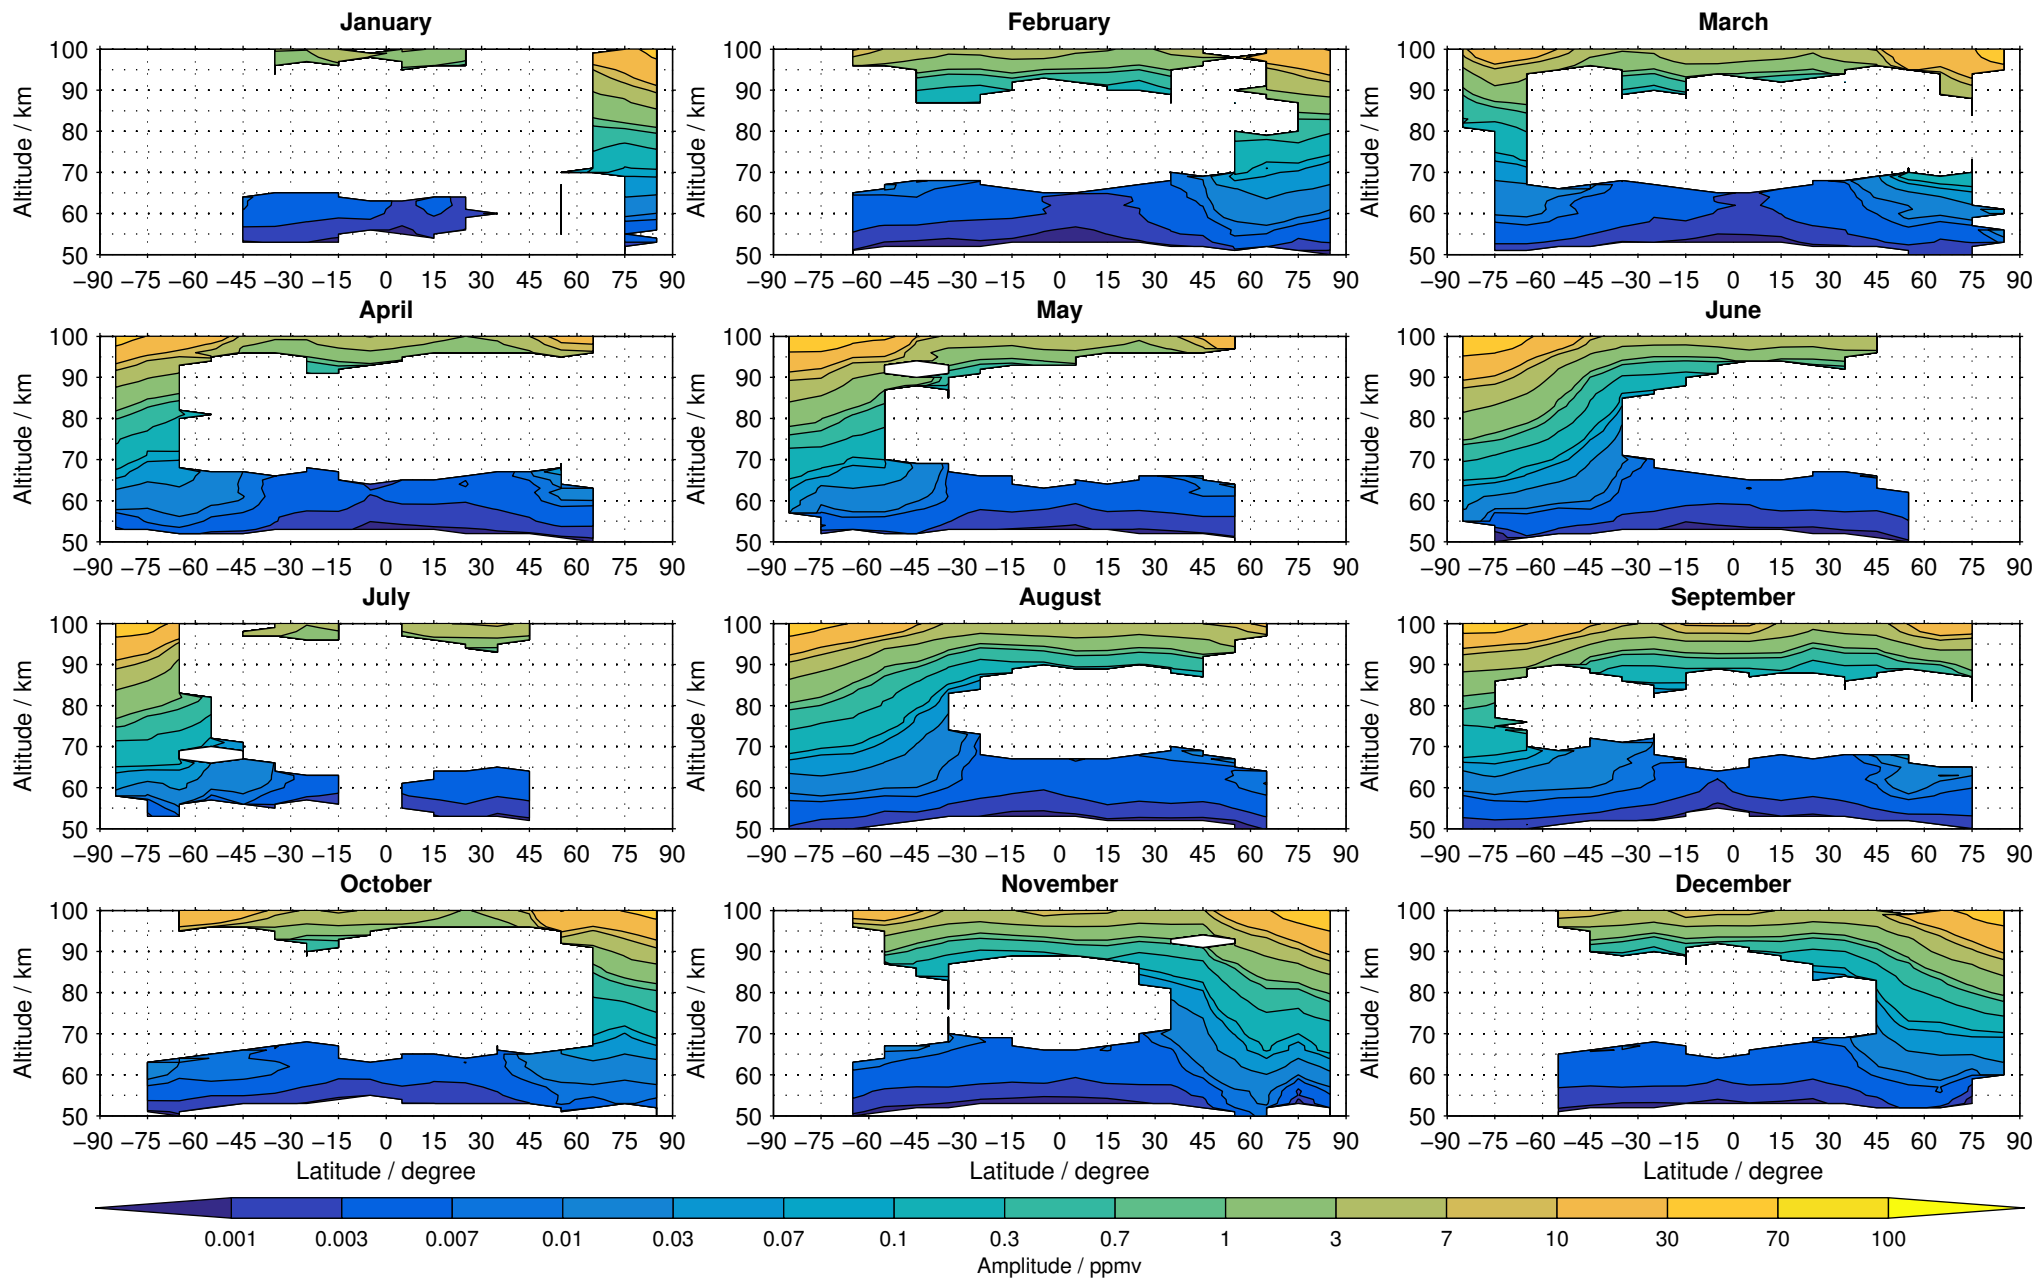 January February March
100 100 100
90 90 90
80 80 80
70 70 70
60 60 60
50 50 50
Altitude / km Altitude / km Altitude / km
−90 −75 −60 −45 −30 −15 0 15 30 45 60 75 90 −90 −75 −60 −45 −30 −15 0 15 30 45 60 75 90 −90 −75 −60 −45 −30 −15 0 15 30 45 60 75 90
April May June
100 100 100
90 90 90
80 80 80
70 70 70
60 60 60
50 50 50
Altitude / km Altitude / km Altitude / km
−90 −75 −60 −45 −30 −15 0 15 30 45 60 75 90 −90 −75 −60 −45 −30 −15 0 15 30 45 60 75 90 −90 −75 −60 −45 −30 −15 0 15 30 45 60 75 90
July August September
100 100 100
90 90 90
80 80 80
70 70 70
60 60 60
50 50 50
Altitude / km Altitude / km Altitude / km
−90 −75 −60 −45 −30 −15 0 15 30 45 60 75 90 −90 −75 −60 −45 −30 −15 0 15 30 45 60 75 90 −90 −75 −60 −45 −30 −15 0 15 30 45 60 75 90
October November December
100 100 100
90 90 90
80 80 80
70 70 70
60 60 60
50 50 50
Altitude / km Altitude / km Altitude / km
−90 −75 −60 −45 −30 −15 0 15 30 45 60 75 90 −90 −75 −60 −45 −30 −15 0 15 30 45 60 75 90 −90 −75 −60 −45 −30 −15 0 15 30 45 60 75 90
Latitude / degree Latitude / degree Latitude / degree
0.001 0.003 0.007 0.01 0.03 0.07 0.1 0.3 0.7 1 3 7 10 30 70 100
Amplitude / ppmv